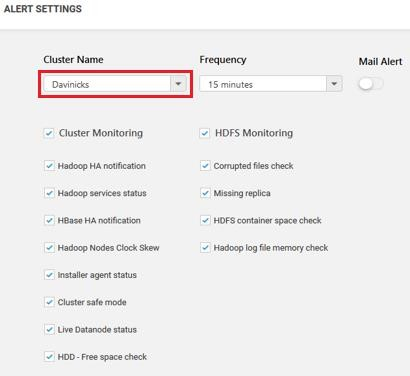 ALERT SETTINGS
Cluster Name Frequency Mail Alert
Davinicks 15 minutes
Cluster Monitoring HDFS Monitoring
Hadoop HA notification Corrupted files check
Hadoop services status Missing replica
HBase HA notification HDFS container space check
Hadoop Nodes Clock Skew Hadoop log file memory check
Installer agent status
Cluster safe mode
Live Datanode status
HDD - Free space check